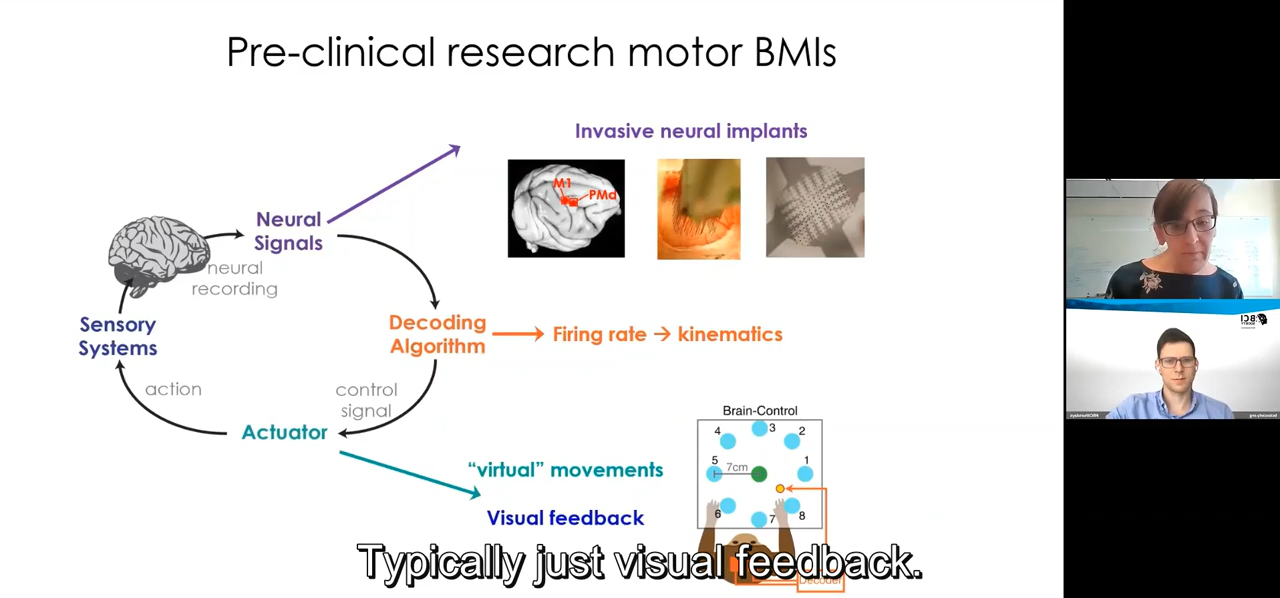 Pre-clinical research motor BMIs
Invasive neural implants
M1
PMd
Neural
Signals
neural
recording
Sensory
Systems
Decoding
Algorithm
Firing rate → kinematics
action
control
signal
Actuator
Brain-Control
3
4
2
5
7cm
1
6
7
8
"virtual" movements
Visual feedback
Typically just visual feedback.
Decoder